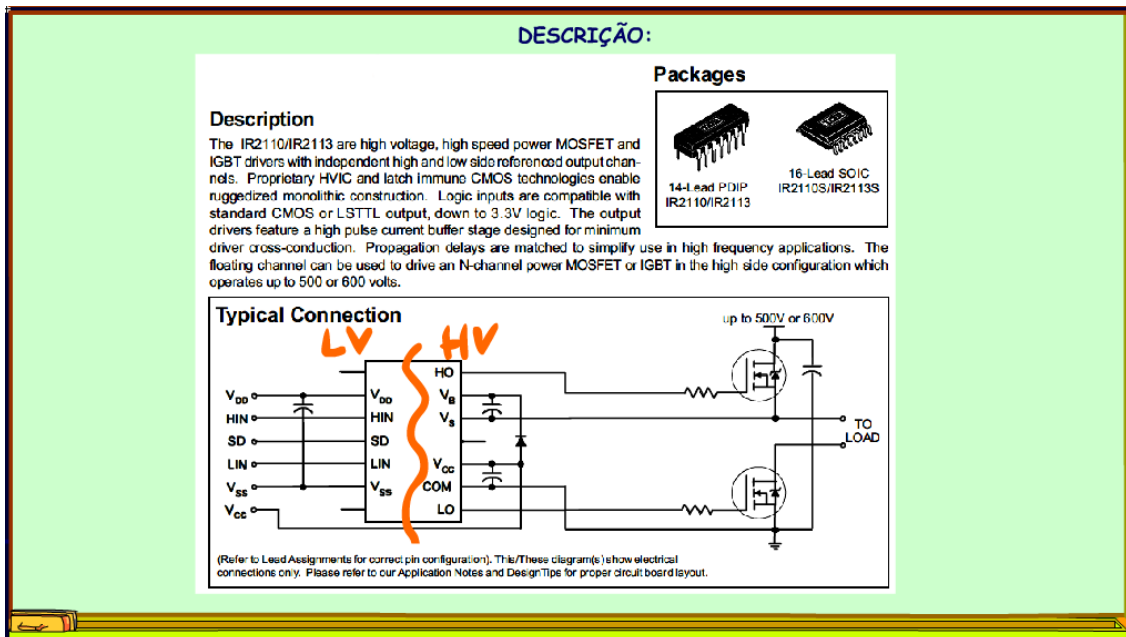 DESCRIÇÃO:
Packages
14-Lead PDIP
IR2110/IR2113
16-Lead SOIC
IR2110S/IR2113S
Description
The IR2110/IR2113 are high voltage, high speed power MOSFET and
IGBT drivers with independent high and low side referenced output chan-
nels. Proprietary HVIC and latch immune CMOS technologies enable
ruggedized monolithic construction. Logic inputs are compatible with
standard CMOS or LSTTL output, down to 3.3V logic. The output
drivers feature a high pulse current buffer stage designed for minimum
driver cross-conduction. Propagation delays are matched to simplify use in high frequency applications. The
floating channel can be used to drive an N-channel power MOSFET or IGBT in the high side configuration which
operates up to 500 or 600 volts.
Typical Connection
LV HV
up to 500V or 600V
HO
VDD VDD VB
HIN HIN VS
SD SD
LIN LIN VCC
VSS VSS COM
VCC LO
TO
LOAD
(Refer to Lead Assignments for correct pin configuration). This/These diagram(s) show electrical
connections only. Please refer to our Application Notes and DesignTips for proper circuit board layout.